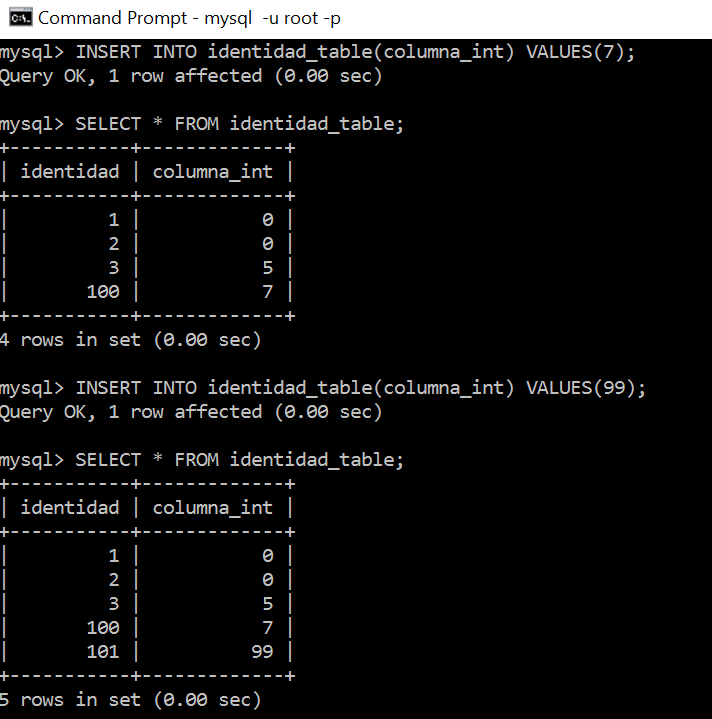 Command Prompt - mysql  -u root -p
mysql> INSERT INTO identidad_table(columna_int) VALUES(7);
Query OK, 1 row affected (0.00 sec)

mysql> SELECT * FROM identidad_table;
+-----------+-------------+
| identidad | columna_int |
+-----------+-------------+
|         1 |           0 |
|         2 |           0 |
|         3 |           5 |
|       100 |           7 |
+-----------+-------------+
4 rows in set (0.00 sec)

mysql> INSERT INTO identidad_table(columna_int) VALUES(99);
Query OK, 1 row affected (0.00 sec)

mysql> SELECT * FROM identidad_table;
+-----------+-------------+
| identidad | columna_int |
+-----------+-------------+
|         1 |           0 |
|         2 |           0 |
|         3 |           5 |
|       100 |           7 |
|       101 |          99 |
+-----------+-------------+
5 rows in set (0.00 sec)